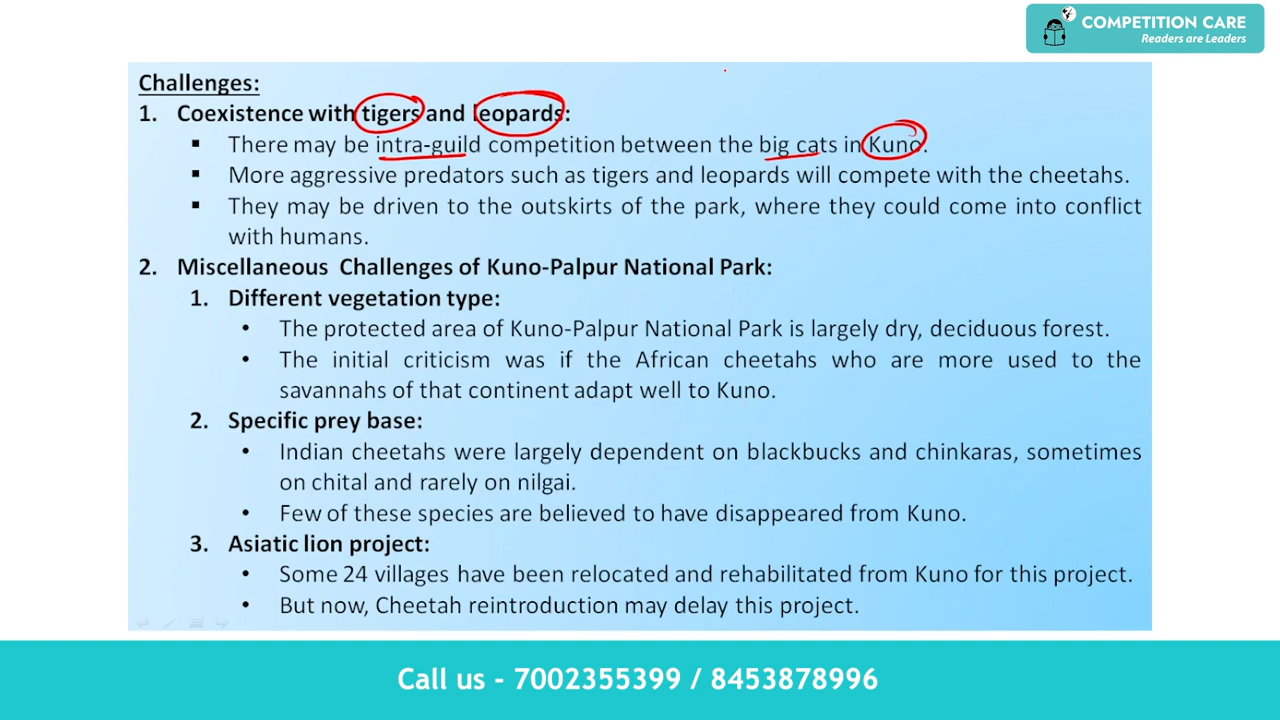 COMPETITION CARE
Readers are Leaders
Challenges:
1. Coexistence with tigers and leopards:
▪ There may be intra-guild competition between the big cats in Kuno.
▪ More aggressive predators such as tigers and leopards will compete with the cheetahs.
▪ They may be driven to the outskirts of the park, where they could come into conflict
with humans.
2. Miscellaneous Challenges of Kuno-Palpur National Park:
1. Different vegetation type:
• The protected area of Kuno-Palpur National Park is largely dry, deciduous forest.
• The initial criticism was if the African cheetahs who are more used to the
savannahs of that continent adapt well to Kuno.
2. Specific prey base:
• Indian cheetahs were largely dependent on blackbucks and chinkaras, sometimes
on chital and rarely on nilgai.
• Few of these species are believed to have disappeared from Kuno.
3. Asiatic lion project:
• Some 24 villages have been relocated and rehabilitated from Kuno for this project.
• But now, Cheetah reintroduction may delay this project.
Call us - 7002355399 / 8453878996